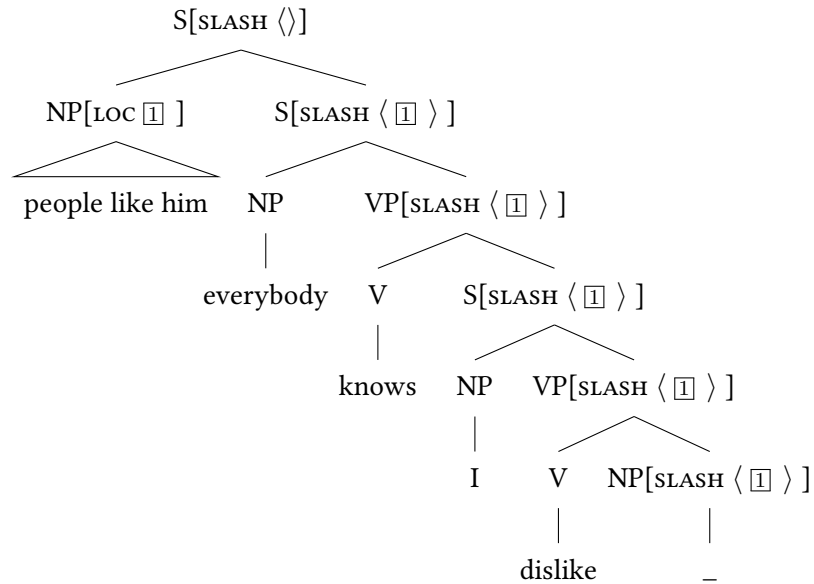 S[SLASH ⟨⟩]
NP[LOC 1 ] S[SLASH ⟨ 1 ⟩ ]
people like him NP VP[SLASH ⟨ 1 ⟩ ]
everybody V S[SLASH ⟨ 1 ⟩ ]
knows NP VP[SLASH ⟨ 1 ⟩ ]
I V NP[SLASH ⟨ 1 ⟩ ]
dislike _